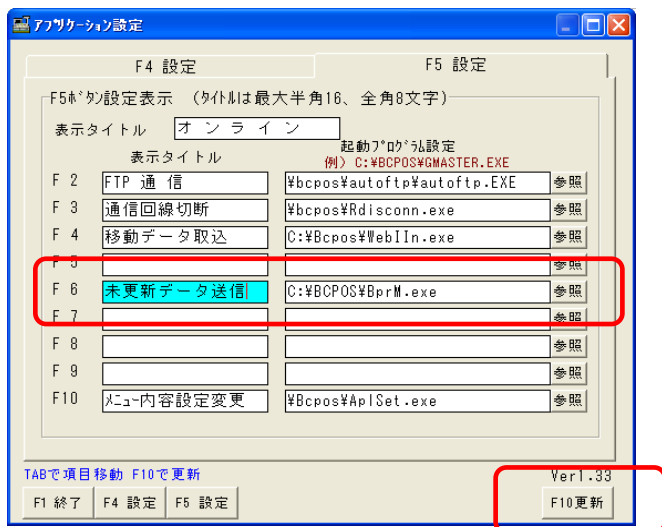 アプリケーション設定
F4 設定 F5 設定
F5ボタン設定表示 (タイトルは最大半角16、全角8文字)
表示タイトル オ ン ラ イ ン
表示タイトル 起動プログラム設定
例) C:¥BCPOS¥GMASTER.EXE
F 2 FTP 通 信 ¥bcpos¥autoftp¥autoftp.EXE 参照
F 3 通信回線切断 ¥bcpos¥Rdisconn.exe 参照
F 4 移動データ取込 C:¥Bcpos¥WebIIn.exe 参照
F 5 参照
F 6 未更新データ送信 C:¥BCPOS¥BprM.exe 参照
F 7 参照
F 8 参照
F 9 参照
F10 メニュー内容設定変更 ¥Bcpos¥AplSet.exe 参照
TABで項目移動 F10で更新 Ver1.33
F1 終了 F4 設定 F5 設定 F10更新